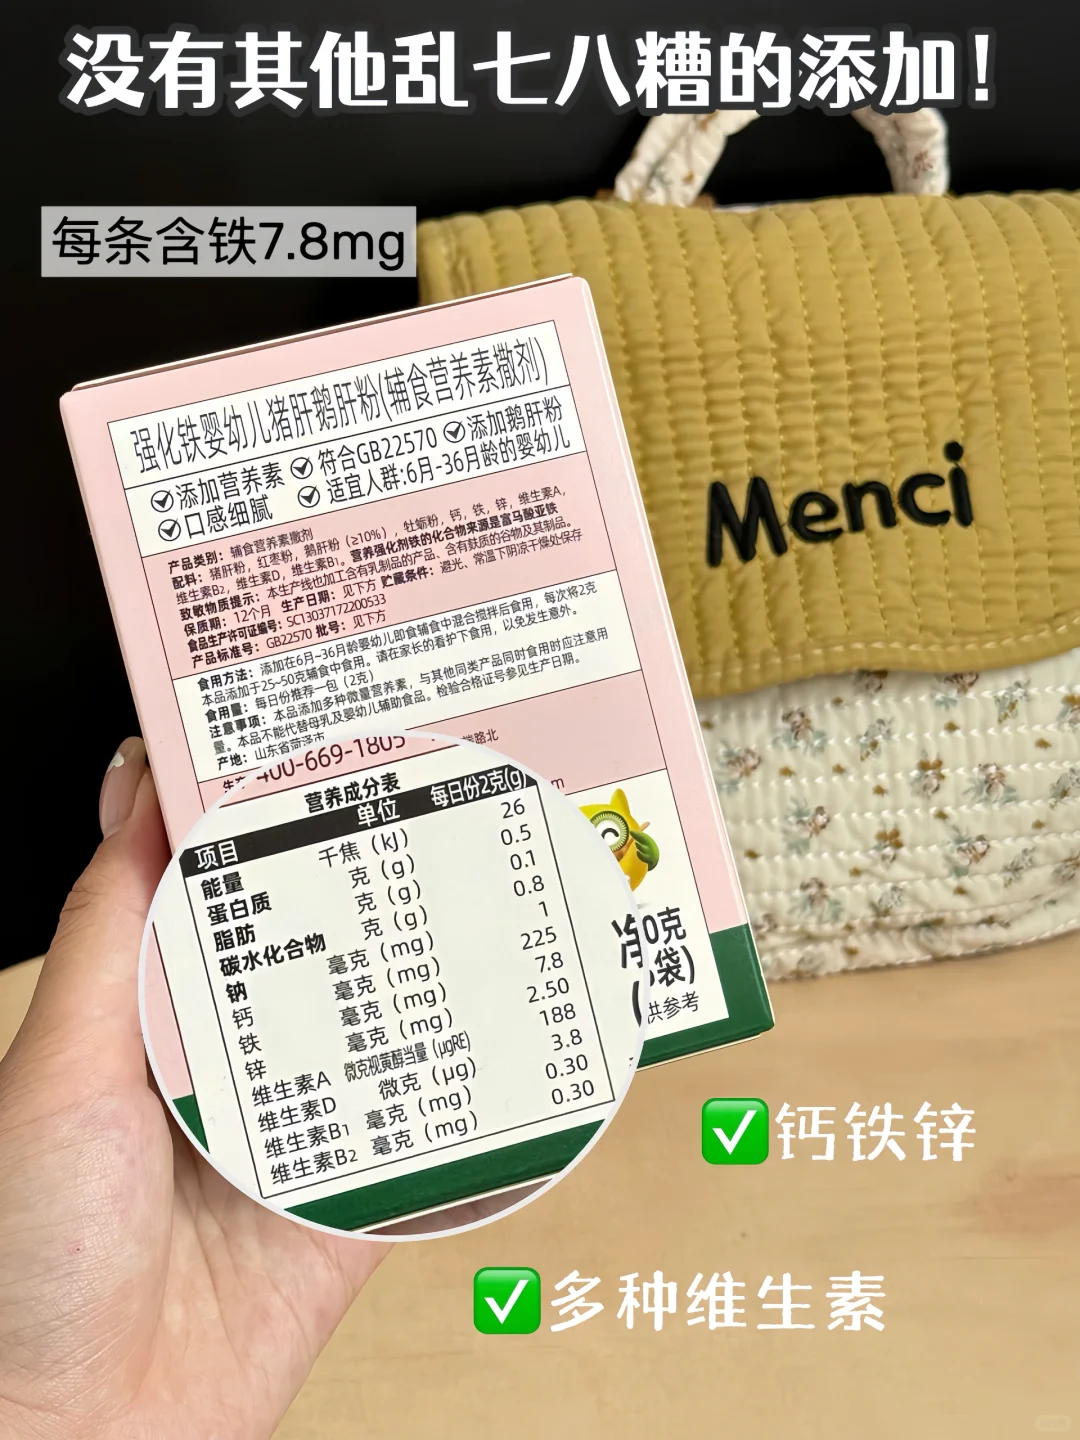 没有其他乱七八糟的添加！
每条含铁7.8mg
Menci
强化铁婴幼儿猪肝鹅肝粉(辅食营养素撒剂)
添加营养素 符合GB22570 添加鹅肝粉
口感细腻 适宜人群:6月-36月龄的婴幼儿
产品类别：辅食营养素撒剂
配料：猪肝粉，红枣粉，鹅肝粉（≥10%），牡蛎粉，钙，铁，锌，维生素A，
维生素B2，维生素D，维生素B1。营养强化剂铁的化合物来源是富马酸亚铁
致敏物质提示：本生产线也加工含有乳制品的产品、含有麸质的谷物及其制品。
保质期：12个月 生产日期：见下方 贮藏条件：避光、常温下阴凉干燥处保存
食品生产许可证编号：SC13037172200533
产品标准号：GB22570 批号：见下方
食用方法：添加在6月-36月龄婴幼儿即食辅食中混合搅拌后食用，每次将2克
本品添加于25~50克辅食中食用。请在家长的看护下食用，以免发生意外。
食用量：每日份推荐一包（2克）
注意事项：本品添加多种微量营养素，与其他同类产品同时食用时应注意用
量。本品不能代替母乳及婴幼儿辅助食品。检验合格证号参见生产日期。
产地：山东省菏泽市
400-669-1805
路北
营养成分表
项目 单位 每日份2克(g)
能量 千焦（kJ） 26
蛋白质 克（g） 0.5
脂肪 克（g） 0.1
碳水化合物 克（g） 0.8
钠 毫克（mg） 1
钙 毫克（mg） 225
铁 毫克（mg） 7.8
锌 毫克（mg） 2.50
维生素A 微克视黄醇当量（μgRE） 188
维生素D 微克（μg） 3.8
维生素B1 毫克（mg） 0.30
维生素B2 毫克（mg） 0.30
净 0克
袋)
供参考
✅钙铁锌
✅多种维生素